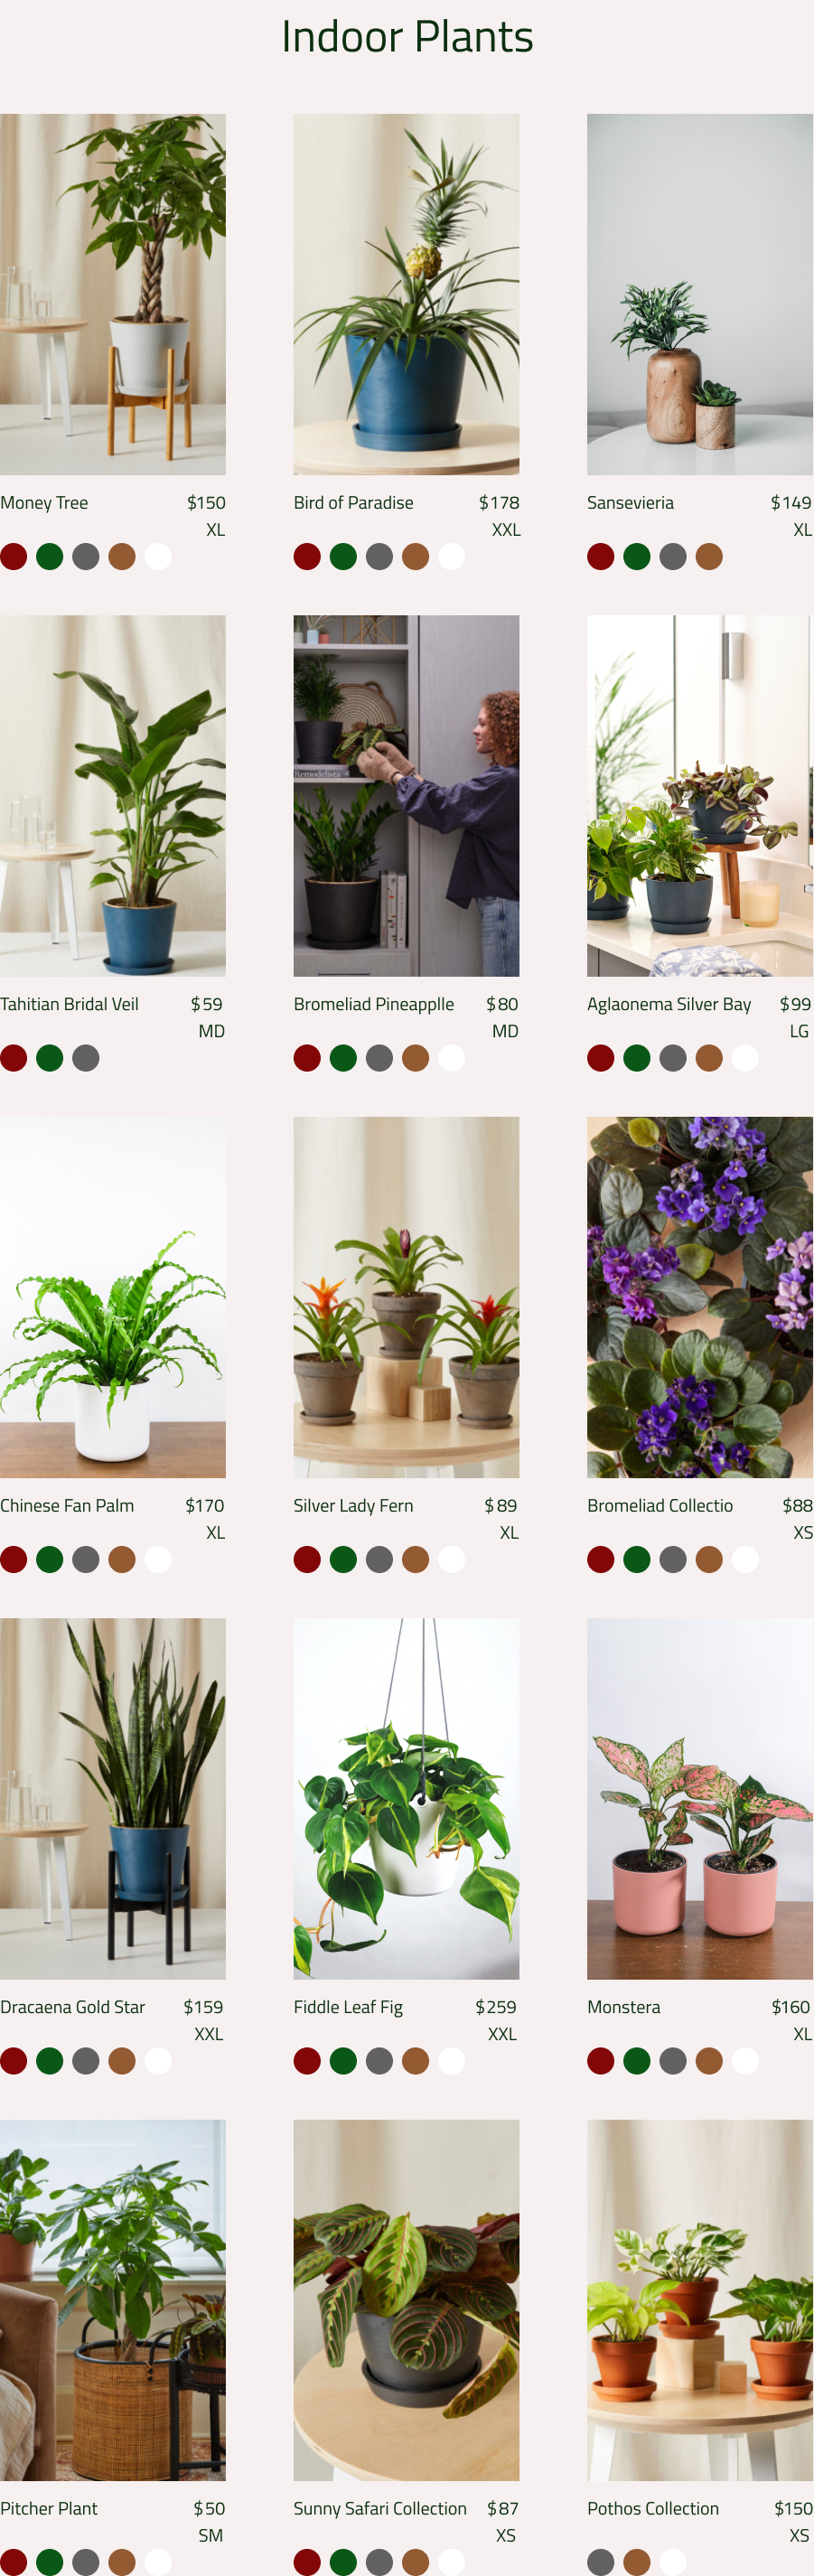 Indoor Plants
Money Tree $150
XL
Bird of Paradise $178
XXL
Sansevieria $149
XL
Tahitian Bridal Veil $59
MD
Remodelista
Bromeliad Pineapplle $80
MD
Aglaonema Silver Bay $99
LG
Chinese Fan Palm $170
XL
Silver Lady Fern $89
XL
Bromeliad Collectio $88
XS
Dracaena Gold Star $159
XXL
Fiddle Leaf Fig $259
XXL
Monstera $160
XL
Pitcher Plant $50
SM
Sunny Safari Collection $87
XS
Pothos Collection $150
XS